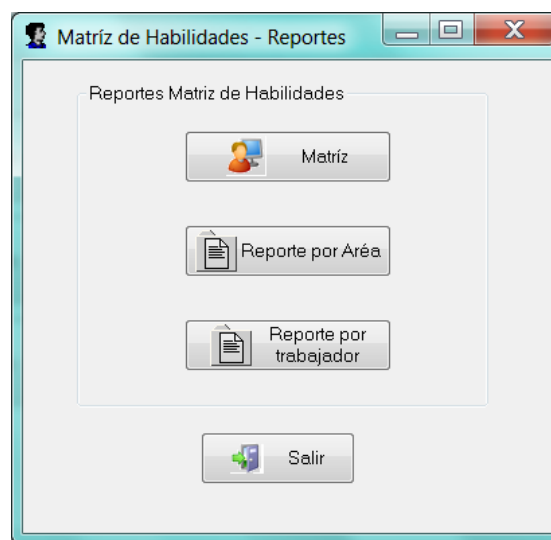 Matríz de Habilidades - Reportes
Reportes Matriz de Habilidades
Matríz
Reporte por Aréa
Reporte por
trabajador
Salir